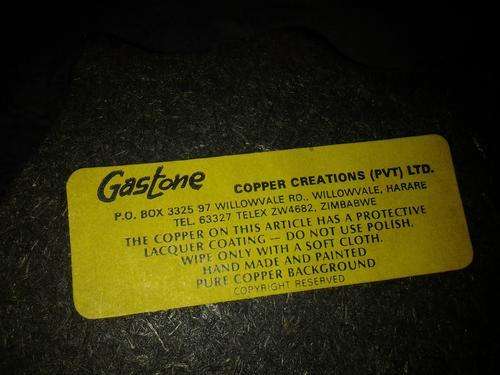 Gastone COPPER CREATIONS (PVT) LTD.
P.O. BOX 3325 97 WILLOWVALE RD., WILLOWVALE, HARARE
TEL. 63327 TELEX ZW4682, ZIMBABWE
THE COPPER ON THIS ARTICLE HAS A PROTECTIVE
LACQUER COATING – DO NOT USE POLISH.
WIPE ONLY WITH A SOFT CLOTH.
HAND MADE AND PAINTED
PURE COPPER BACKGROUND
COPYRIGHT RESERVED